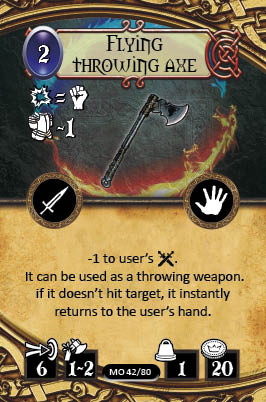 2
Flying
throwing axe
=
~1
-1 to user's .
It can be used as a throwing weapon.
if it doesn't hit target, it instantly
returns to the user's hand.
6 1~2 MO 42/80 1 20